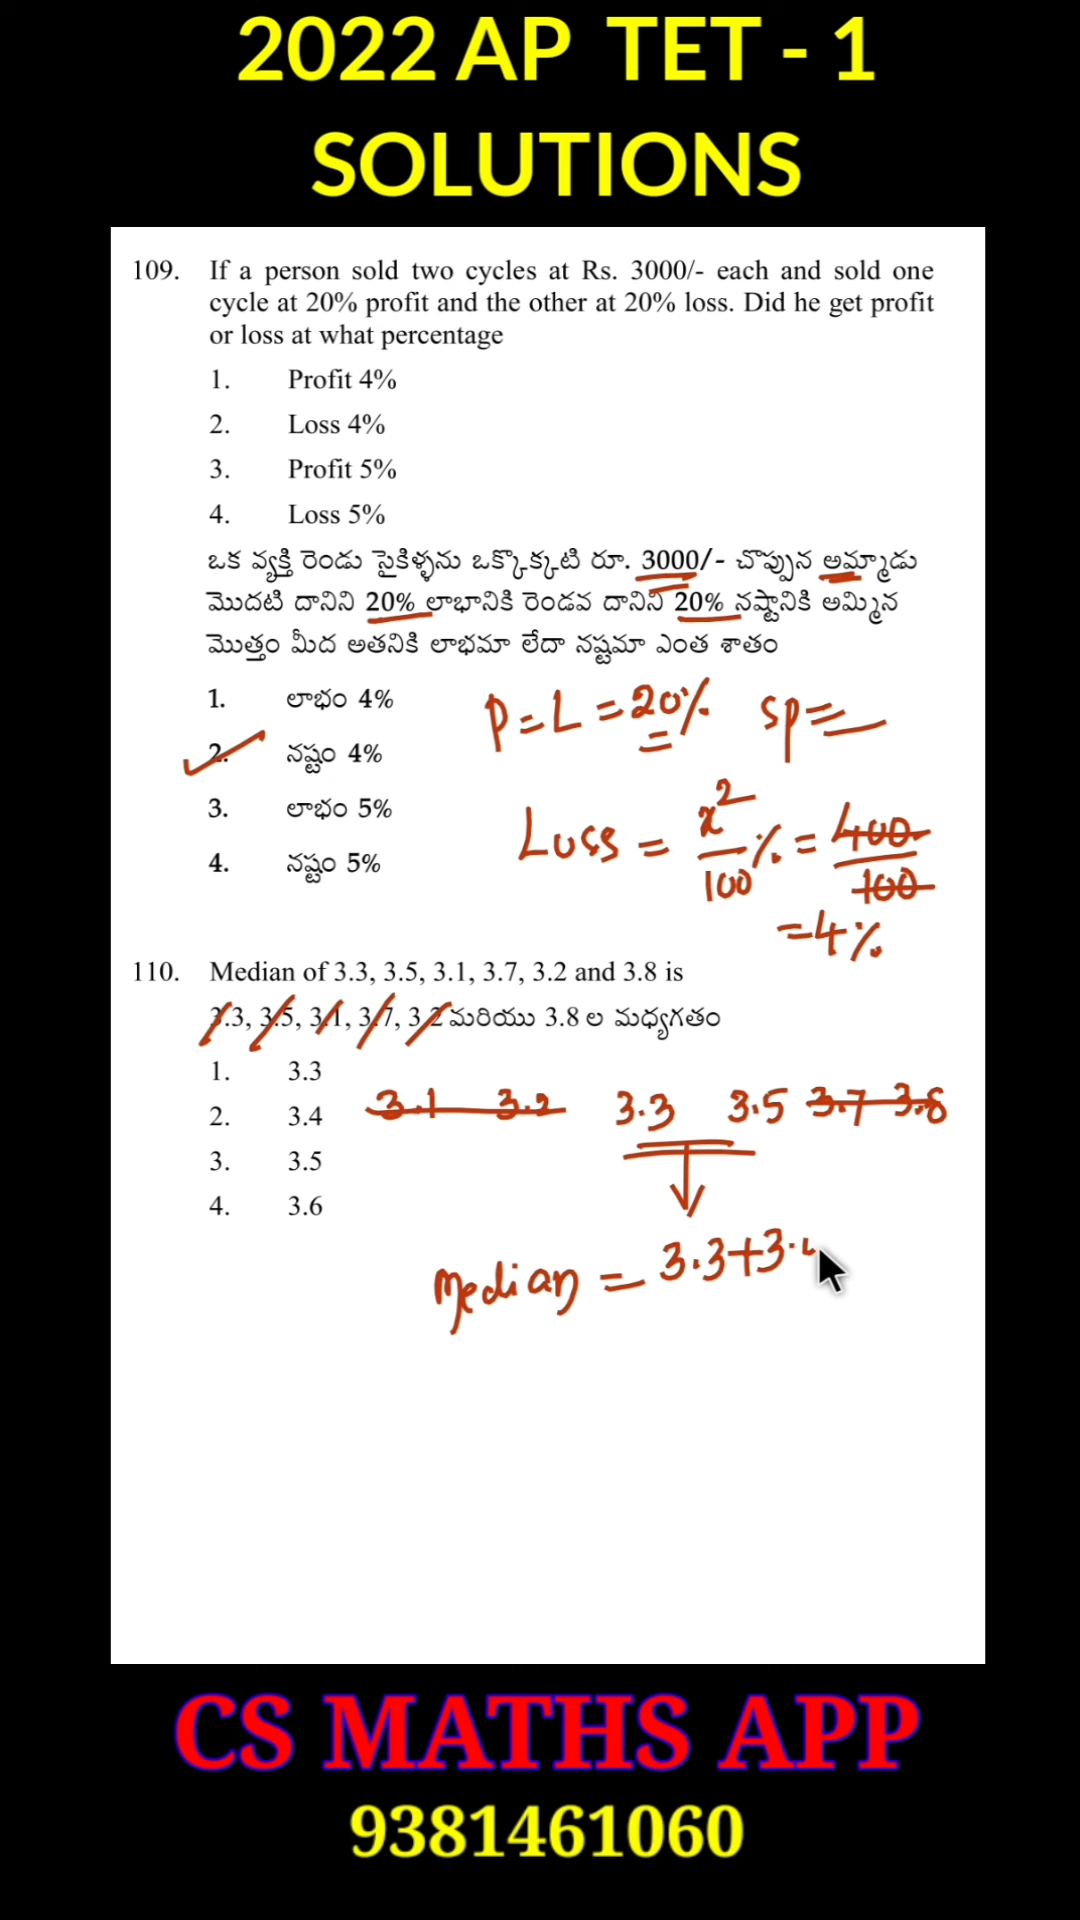 2022 AP TET - 1
SOLUTIONS
109. If a person sold two cycles at Rs. 3000/- each and sold one
cycle at 20% profit and the other at 20% loss. Did he get profit
or loss at what percentage
1. Profit 4%
2. Loss 4%
3. Profit 5%
4. Loss 5%
ఒక వ్యక్తి రెండు సైకిళ్ళను ఒక్కొక్కటి రూ. 3000/- చొప్పున అమ్మాడు
మొదటి దానిని 20% లాభానికి రెండవ దానిని 20% నష్టానికి అమ్మిన
మొత్తం మీద అతనికి లాభమా లేదా నష్టమా ఎంత శాతం
1. లాభం 4%
P = L = 20% SP =
2. నష్టం 4%
3. లాభం 5%
Loss = x²/100 % = 400/100
4. నష్టం 5%
= 4%
110. Median of 3.3, 3.5, 3.1, 3.7, 3.2 and 3.8 is
3.3, 3.5, 3.1, 3.7, 3.2 మరియు 3.8 ల మధ్యగతం
1. 3.3
2. 3.4
3.1 3.2 3.3 3.5 3.7 3.8
3. 3.5
4. 3.6
Median = 3.3+3.
CS MATHS APP
9381461060